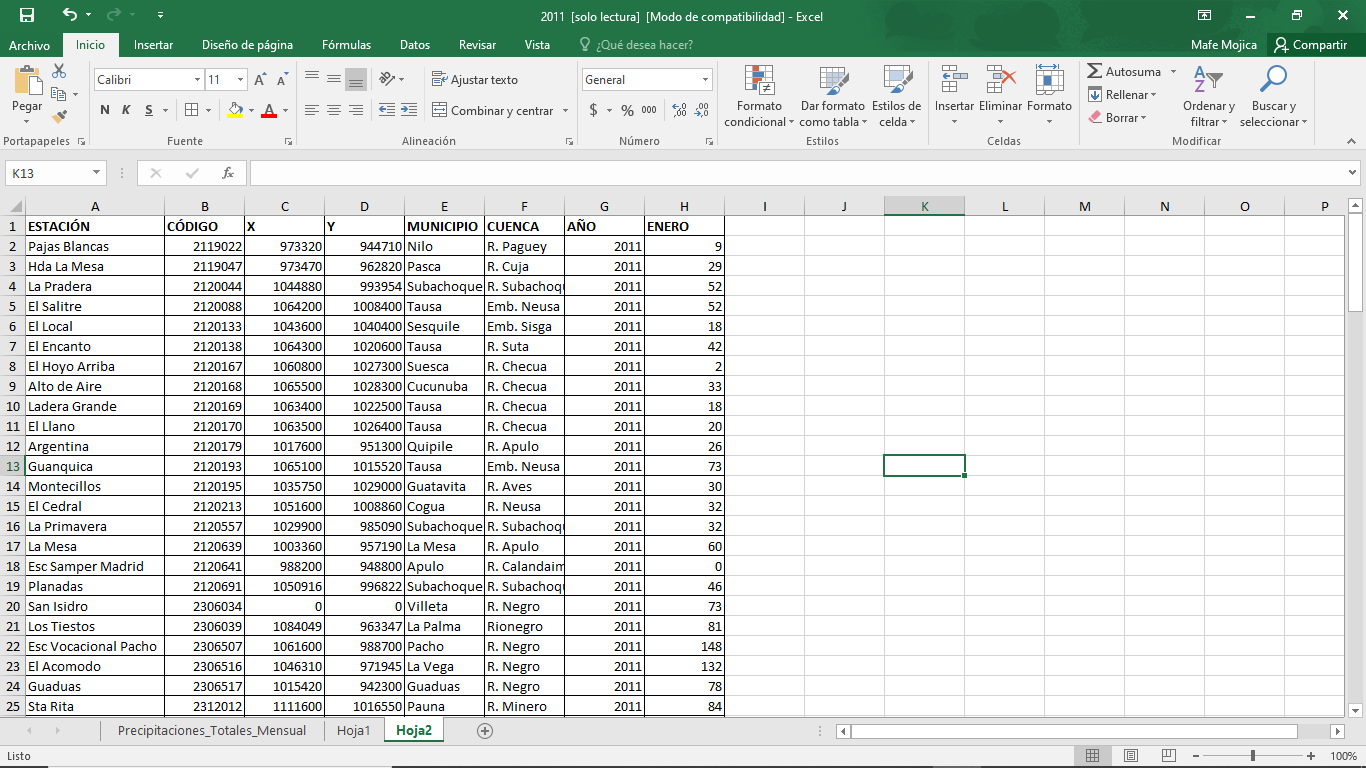 2011 [solo lectura] [Modo de compatibilidad] - Excel
Archivo Inicio Insertar Diseño de página Fórmulas Datos Revisar Vista ¿Qué desea hacer? Mafe Mojica Compartir
Pegar
Calibri 11
N K S
Ajustar texto
Combinar y centrar
General
$ % 000
Formato condicional
Dar formato como tabla
Estilos de celda
Insertar Eliminar Formato
Autosuma
Rellenar
Borrar
Ordenar y filtrar
Buscar y seleccionar
Portapapeles Fuente Alineación Número Estilos Celdas Modificar
K13 fx
A B C D E F G H I J K L M N O P
1 ESTACIÓN CÓDIGO X Y MUNICIPIO CUENCA AÑO ENERO
2 Pajas Blancas 2119022 973320 944710 Nilo R. Paguey 2011 9
3 Hda La Mesa 2119047 973470 962820 Pasca R. Cuja 2011 29
4 La Pradera 2120044 1044880 993954 Subachoque R. Subachoq 2011 52
5 El Salitre 2120088 1064200 1008400 Tausa Emb. Neusa 2011 52
6 El Local 2120133 1043600 1040400 Sesquile Emb. Sisga 2011 18
7 El Encanto 2120138 1064300 1020600 Tausa R. Suta 2011 42
8 El Hoyo Arriba 2120167 1060800 1027300 Suesca R. Checua 2011 2
9 Alto de Aire 2120168 1065500 1028300 Cucunuba R. Checua 2011 33
10 Ladera Grande 2120169 1063400 1022500 Tausa R. Checua 2011 18
11 El Llano 2120170 1063500 1026400 Tausa R. Checua 2011 20
12 Argentina 2120179 1017600 951300 Quipile R. Apulo 2011 26
13 Guanquica 2120193 1065100 1015520 Tausa Emb. Neusa 2011 73
14 Montecillos 2120195 1035750 1029000 Guatavita R. Aves 2011 30
15 El Cedral 2120213 1051600 1008860 Cogua R. Neusa 2011 32
16 La Primavera 2120557 1029900 985090 Subachoque R. Subachoq 2011 32
17 La Mesa 2120639 1003360 957190 La Mesa R. Apulo 2011 60
18 Esc Samper Madrid 2120641 988200 948800 Apulo R. Calandaim 2011 0
19 Planadas 2120691 1050916 996822 Subachoque R. Subachoq 2011 46
20 San Isidro 2306034 0 0 Villeta R. Negro 2011 73
21 Los Tiestos 2306039 1084049 963347 La Palma Rionegro 2011 81
22 Esc Vocacional Pacho 2306507 1061600 988700 Pacho R. Negro 2011 148
23 El Acomodo 2306516 1046310 971945 La Vega R. Negro 2011 132
24 Guaduas 2306517 1015420 942300 Guaduas R. Negro 2011 78
25 Sta Rita 2312012 1111600 1016550 Pauna R. Minero 2011 84
Precipitaciones_Totales_Mensual Hoja1 Hoja2
Listo 100%